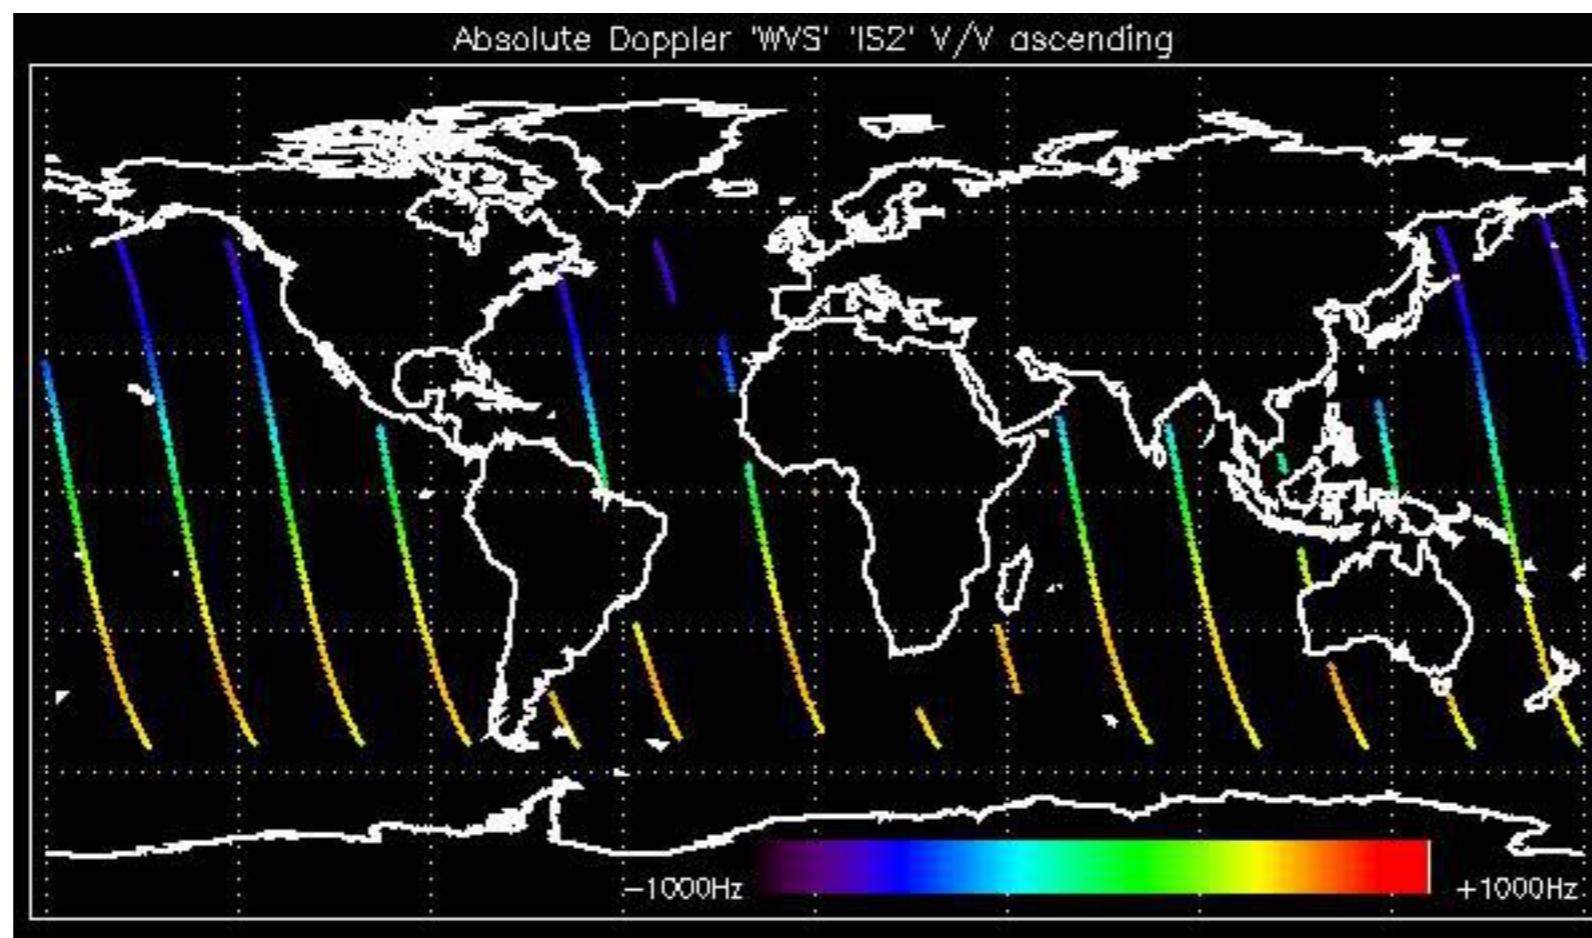 Absolute Doppler 'WVS' 'IS2' V/V ascending
-1000Hz +1000Hz